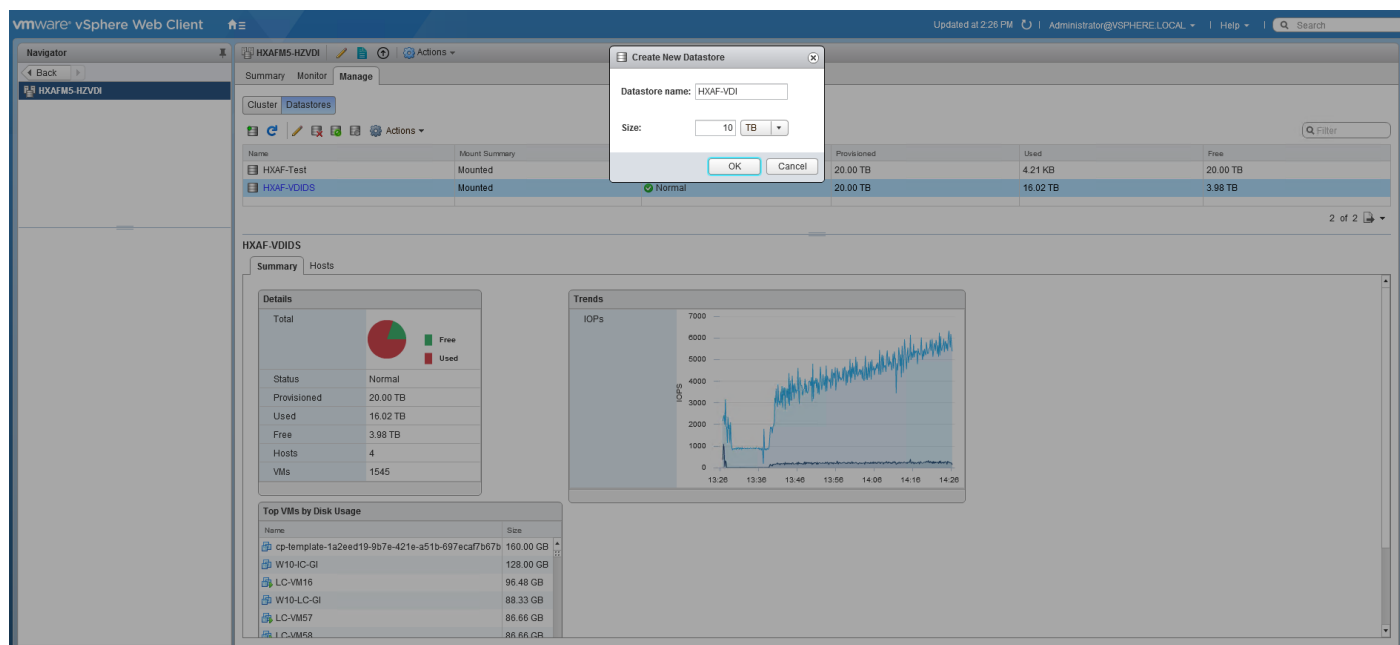 vmware® vSphere Web Client
Updated at 2:26 PM | Administrator@VSPHERE.LOCAL | Help | Search
Navigator
Back
HXAFM5-HZVDI
HXAFM5-HZVDI Actions
Summary Monitor Manage
Cluster Datastores
Actions
Filter
Create New Datastore
Datastore name: HXAF-VDI
Size: 10 TB
OK Cancel
Name Mount Summary Provisioned Used Free
HXAF-Test Mounted 20.00 TB 4.21 KB 20.00 TB
HXAF-VDIDS Mounted Normal 20.00 TB 16.02 TB 3.98 TB
2 of 2
HXAF-VDIDS
Summary Hosts
Details
Total
Free
Used
Status Normal
Provisioned 20.00 TB
Used 16.02 TB
Free 3.98 TB
Hosts 4
VMs 1545
Trends
IOPs
IOPS
7000
6000
5000
4000
3000
2000
1000
0
13:26 13:36 13:46 13:56 14:06 14:16 14:26
Top VMs by Disk Usage
Name Size
cp-template-1a2eed19-9b7e-421e-a51b-697ecaf7b67b 160.00 GB
W10-IC-GI 128.00 GB
LC-VM16 96.48 GB
W10-LC-GI 88.33 GB
LC-VM57 86.66 GB
LC-VM58 86.66 GB